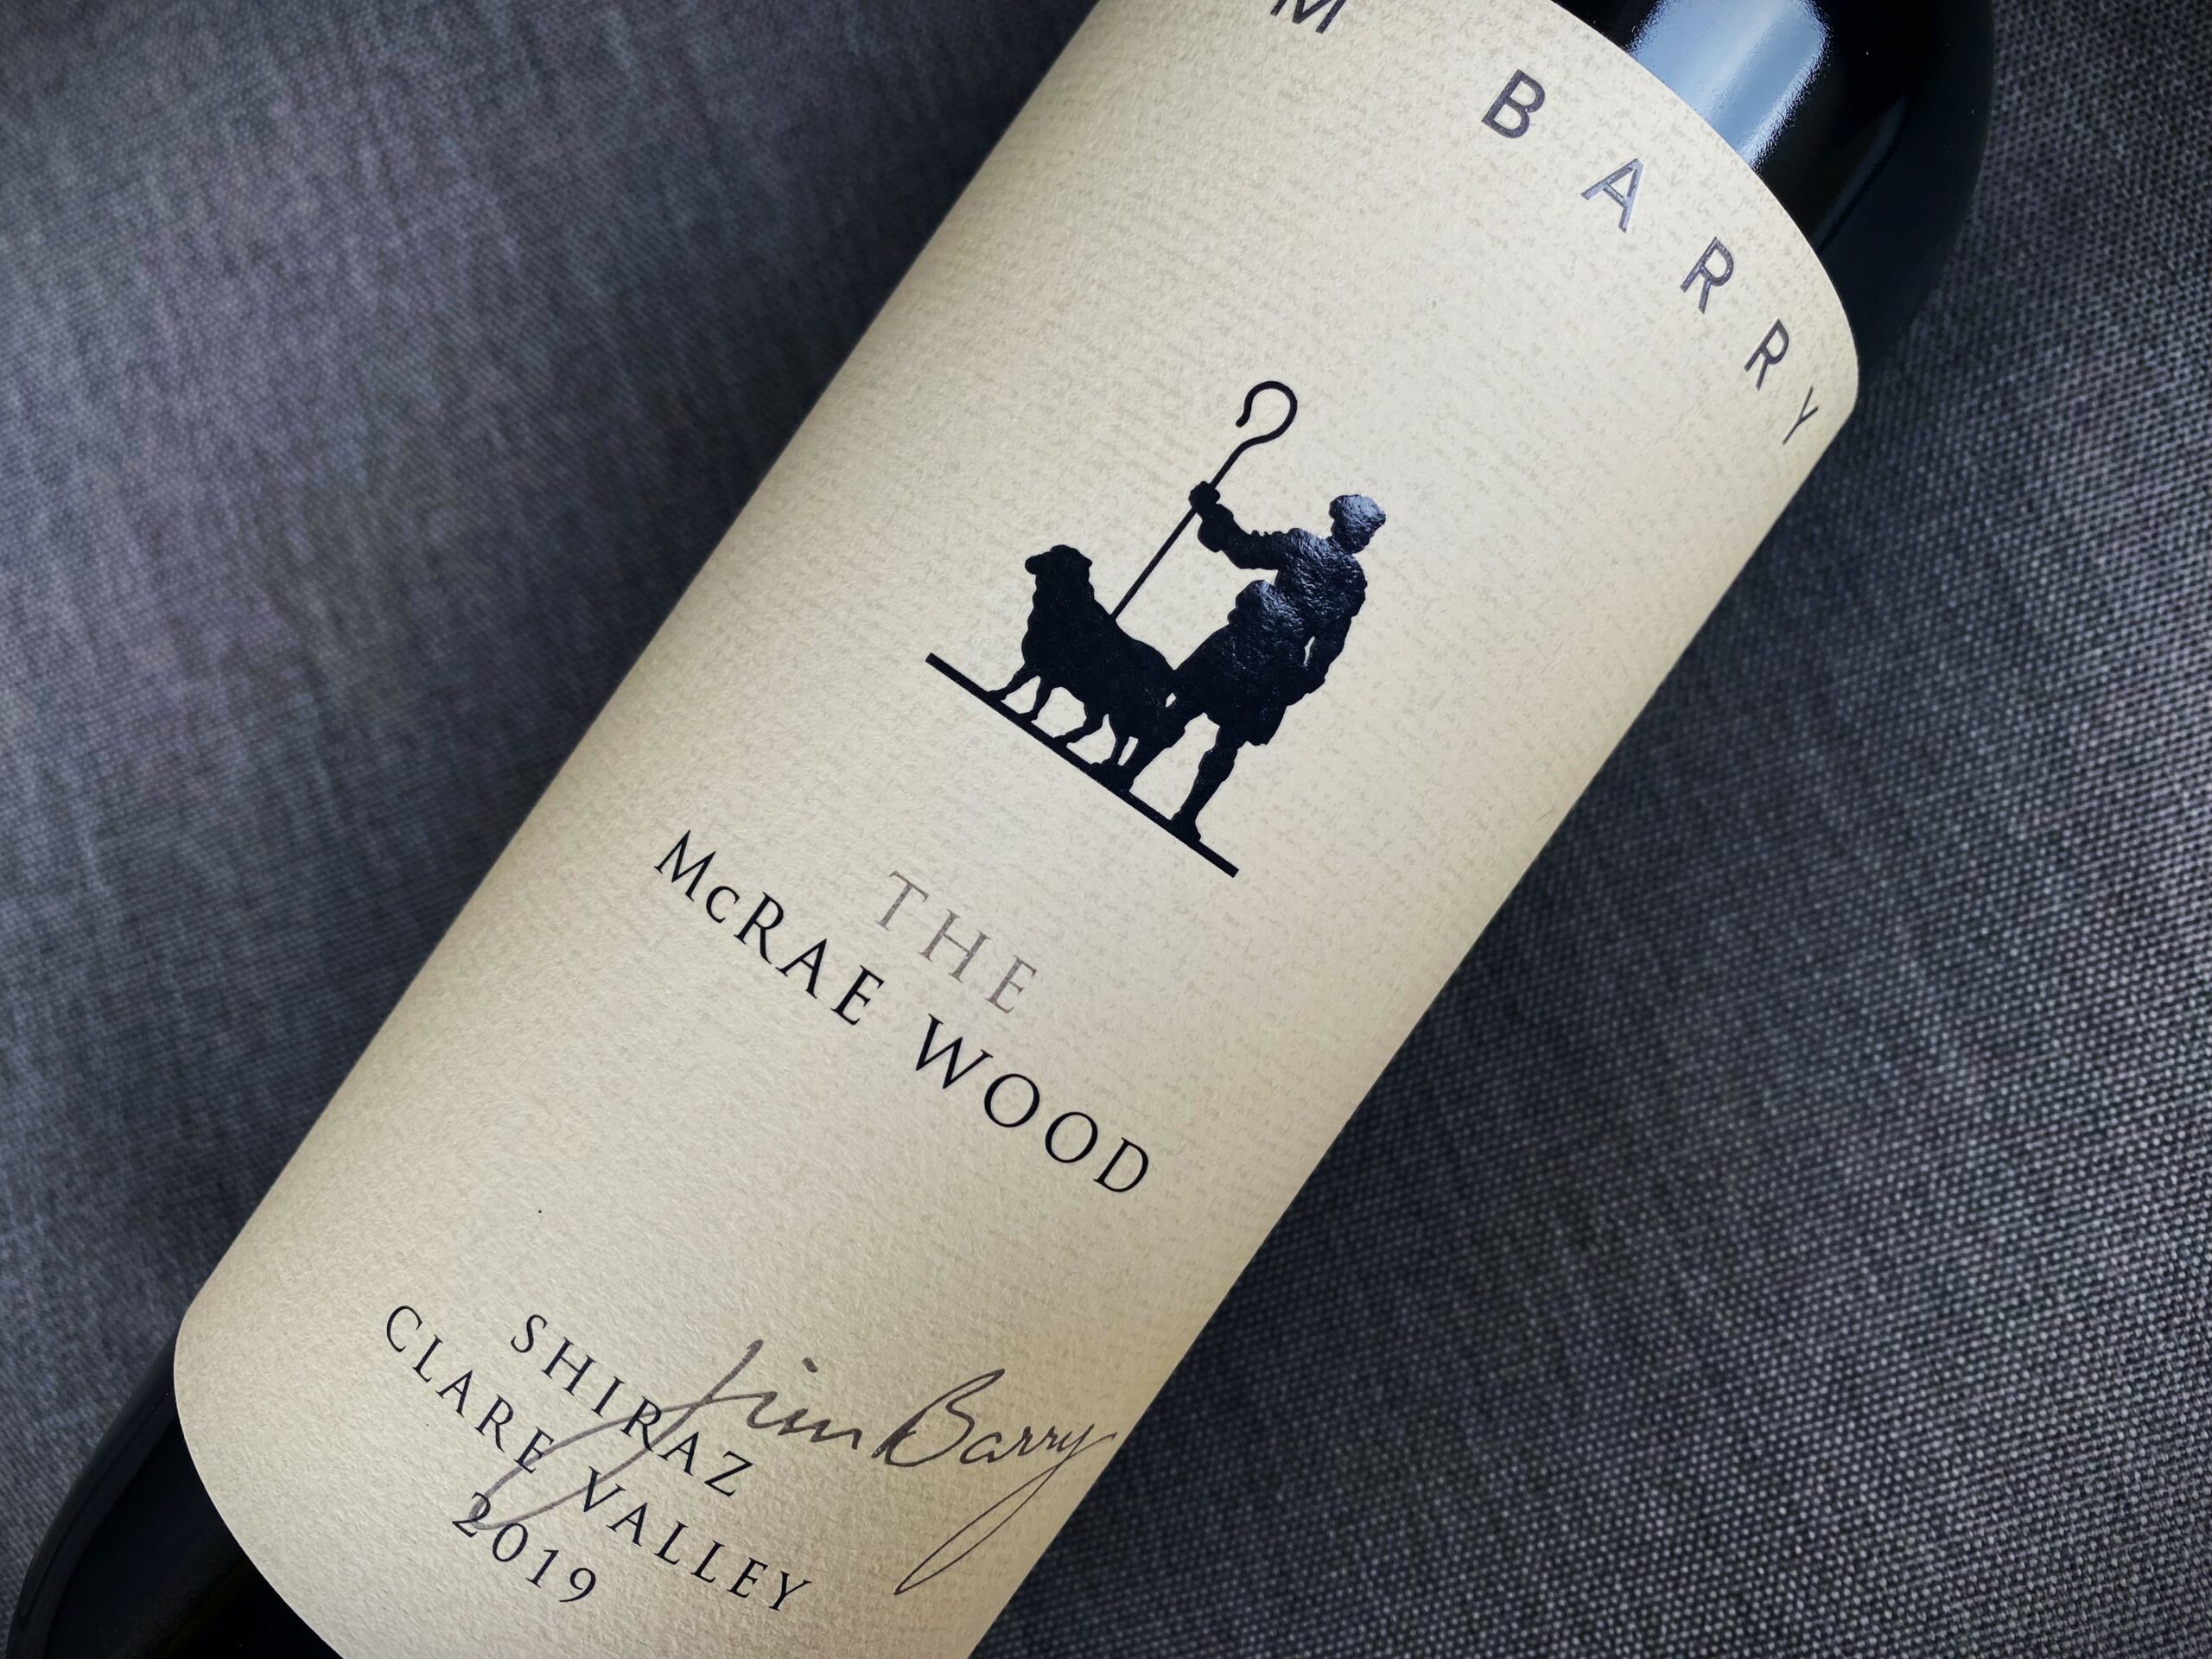 M BARRY
THE
McRAE WOOD
Jim Barry
SHIRAZ
CLARE VALLEY
2019